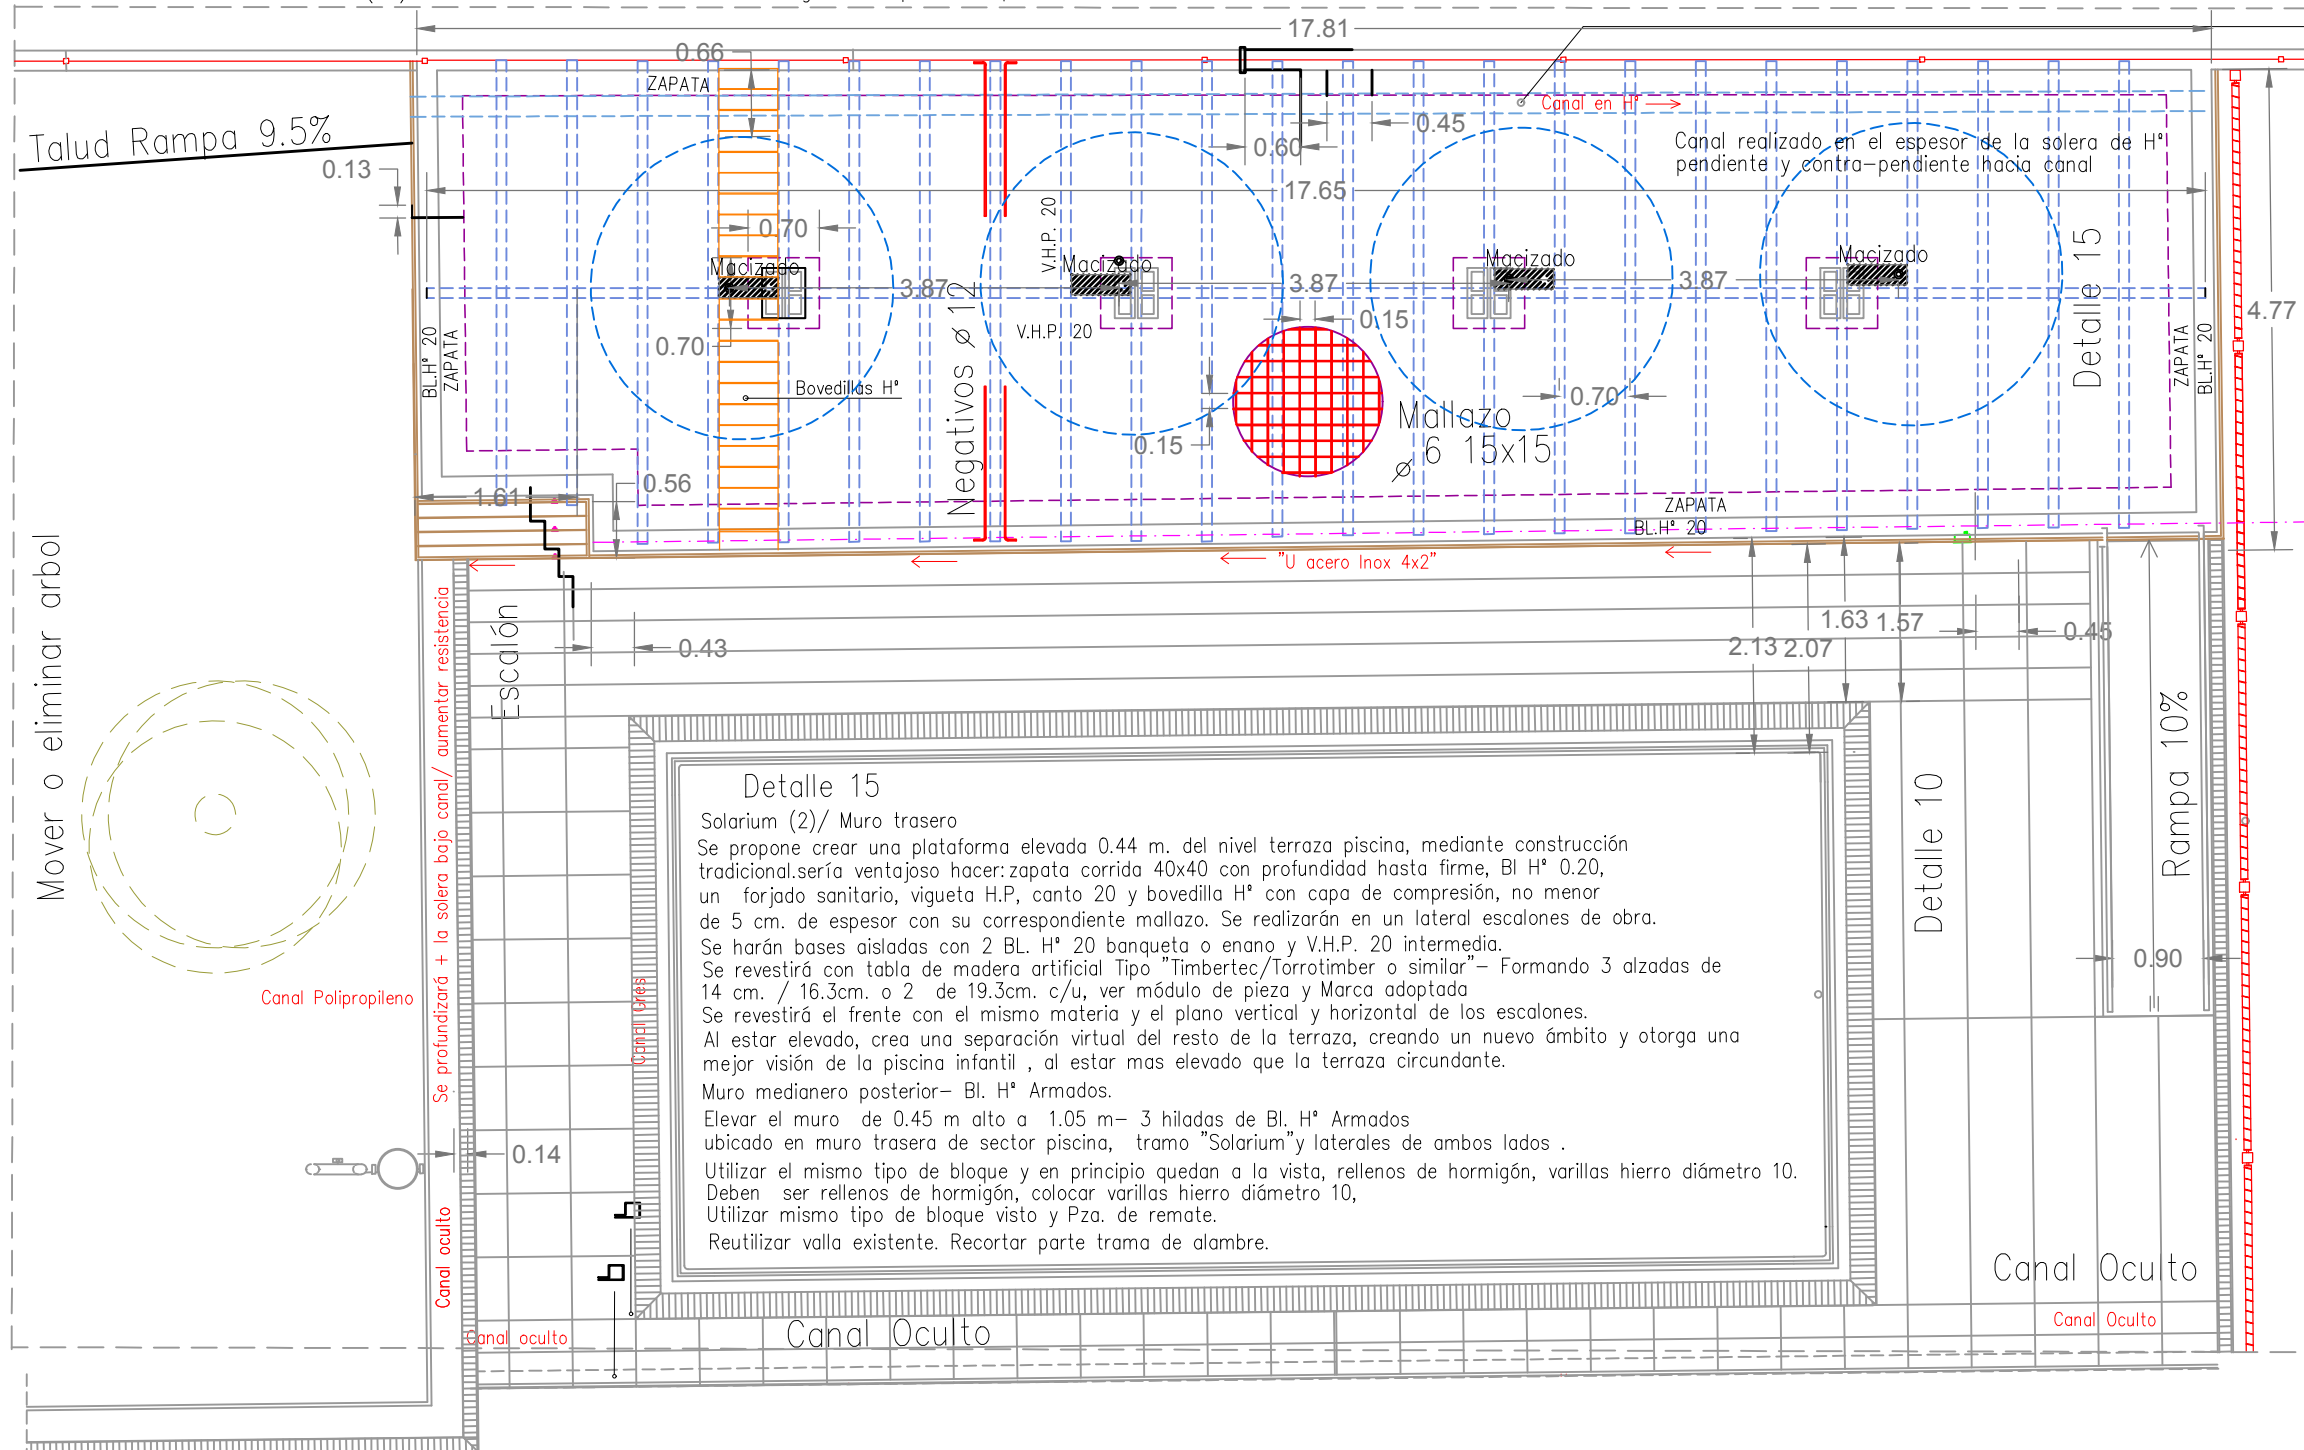 17.81
0.66
ZAPATA
Canal en Hº
0.45
0.60
Talud Rampa 9.5%
0.13
Canal realizado en el espesor de la solera de Hº
pendiente y contra-pendiente hacia canal
17.65
0.70
V.H.P. 20
Macizado
Macizado
Macizado
Macizado
3.87
3.87
3.87
Detalle 15
4.77
0.70
V.H.P. 20
0.15
BL.Hº 20
ZAPATA
Negativos ø 12
ZAPATA
BL.Hº 20
Bovedillas Hº
0.70
Mallazo
ø 6 15x15
0.15
1.61
0.56
ZAPATA
BL.Hº 20
"U acero Inox 4x2"
Mover o eliminar arbol
Se profundizará + la solera bajo canal/ aumentar resistencia
Escalón
0.43
2.13
2.07
1.63
1.57
0.45
Rampa 10%
Detalle 10
0.90
Detalle 15
Solarium (2)/ Muro trasero
Se propone crear una plataforma elevada 0.44 m. del nivel terraza piscina, mediante construcción
tradicional.sería ventajoso hacer:zapata corrida 40x40 con profundidad hasta firme, Bl Hº 0.20,
un forjado sanitario, vigueta H.P, canto 20 y bovedilla Hº con capa de compresión, no menor
de 5 cm. de espesor con su correspondiente mallazo. Se realizarán en un lateral escalones de obra.
Se harán bases aisladas con 2 BL. Hº 20 banqueta o enano y V.H.P. 20 intermedia.
Se revestirá con tabla de madera artificial Tipo "Timbertec/Torrotimber o similar"- Formando 3 alzadas de
14 cm. / 16.3cm. o 2 de 19.3cm. c/u, ver módulo de pieza y Marca adoptada
Se revestirá el frente con el mismo materia y el plano vertical y horizontal de los escalones.
Al estar elevado, crea una separación virtual del resto de la terraza, creando un nuevo ámbito y otorga una
mejor visión de la piscina infantil , al estar mas elevado que la terraza circundante.
Muro medianero posterior- Bl. Hº Armados.
Elevar el muro de 0.45 m alto a 1.05 m- 3 hiladas de Bl. Hº Armados
ubicado en muro trasera de sector piscina, tramo "Solarium"y laterales de ambos lados .
Utilizar el mismo tipo de bloque y en principio quedan a la vista, rellenos de hormigón, varillas hierro diámetro 10.
Deben ser rellenos de hormigón, colocar varillas hierro diámetro 10,
Utilizar mismo tipo de bloque visto y Pza. de remate.
Reutilizar valla existente. Recortar parte trama de alambre.
Canal Polipropileno
Canal Gres
0.14
Canal oculto
Canal oculto
Canal Oculto
Canal Oculto
Canal Oculto